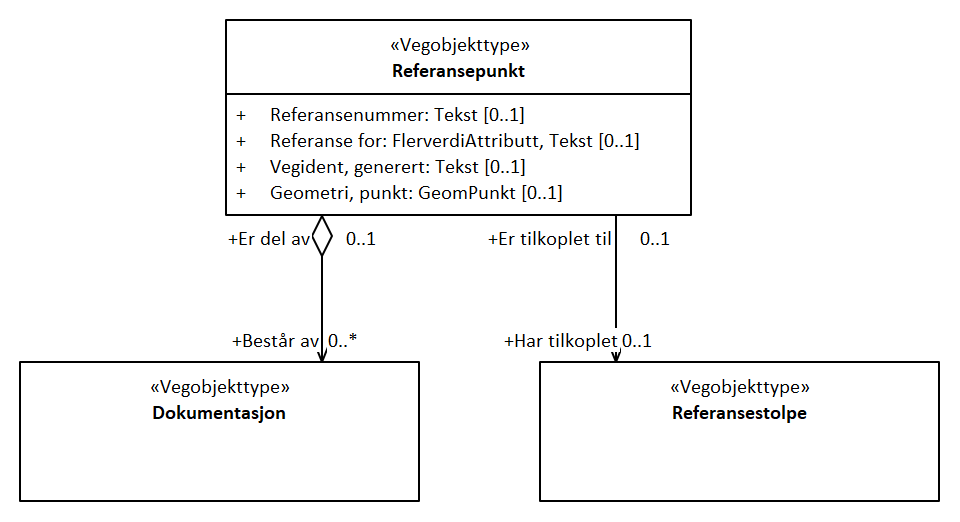 «Vegobjekttype»
Referansepunkt
+ Referansenummer: Tekst [0..1]
+ Referanse for: FlerverdiAttributt, Tekst [0..1]
+ Vegident, generert: Tekst [0..1]
+ Geometri, punkt: GeomPunkt [0..1]
+Er del av 0..1 +Er tilkoplet til 0..1
+Består av 0..* +Har tilkoplet 0..1
«Vegobjekttype» «Vegobjekttype»
Dokumentasjon Referansestolpe